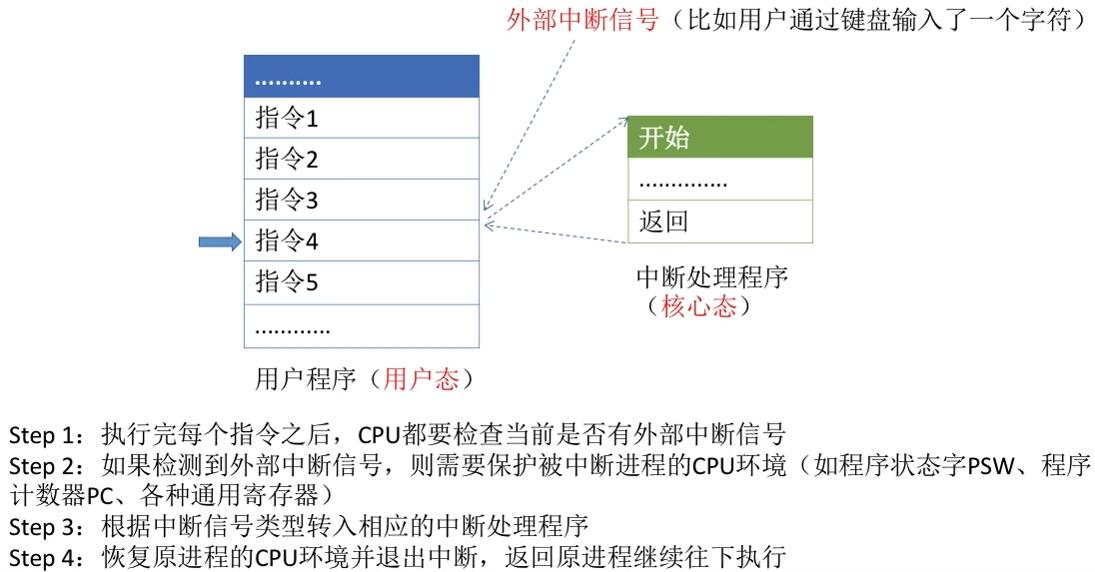 外部中断信号（比如用户通过键盘输入了一个字符）
..........
指令1
指令2
指令3
指令4
指令5
............
用户程序（用户态）
开始
..............
返回
中断处理程序
（核心态）
Step 1：执行完每个指令之后，CPU都要检查当前是否有外部中断信号
Step 2：如果检测到外部中断信号，则需要保护被中断进程的CPU环境（如程序状态字PSW、程序
计数器PC、各种通用寄存器）
Step 3：根据中断信号类型转入相应的中断处理程序
Step 4：恢复原进程的CPU环境并退出中断，返回原进程继续往下执行